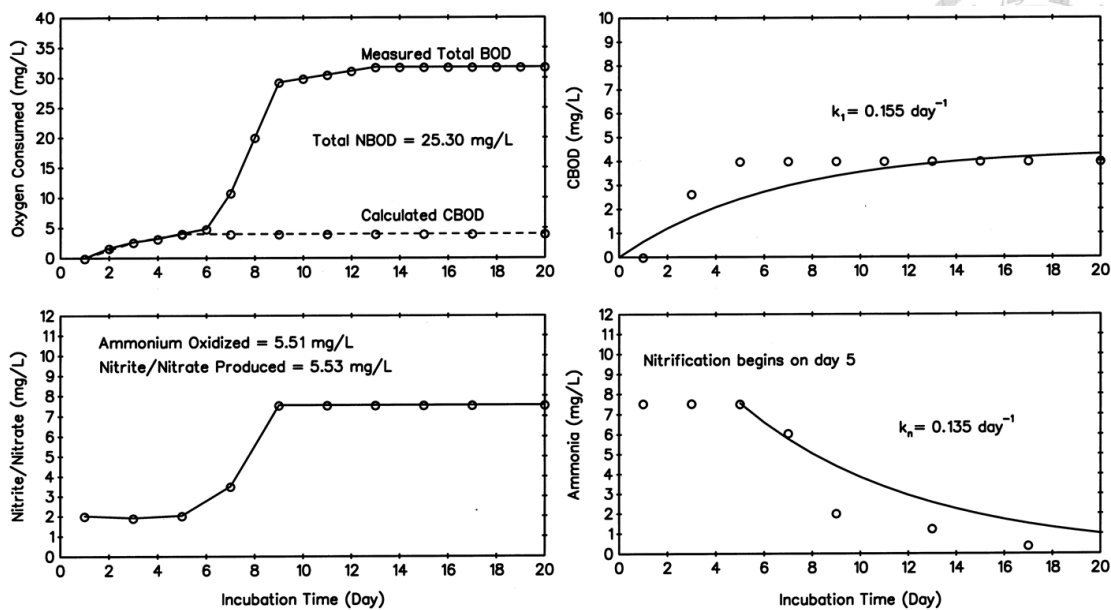 40
35
30
25
20
15
10
5
0
Oxygen Consumed (mg/L)
Measured Total BOD
Total NBOD = 25.30 mg/L
Calculated CBOD
0 2 4 6 8 10 12 14 16 18 20
10
9
8
7
6
5
4
3
2
1
0
CBOD (mg/L)
k₁= 0.155 day⁻¹
0 2 4 6 8 10 12 14 16 18 20
12
11
10
9
8
7
6
5
4
3
2
1
0
Nitrite/Nitrate (mg/L)
Ammonium Oxidized = 5.51 mg/L
Nitrite/Nitrate Produced = 5.53 mg/L
0 2 4 6 8 10 12 14 16 18 20
Incubation Time (Day)
12
11
10
9
8
7
6
5
4
3
2
1
0
Ammonia (mg/L)
Nitrification begins on day 5
kₙ= 0.135 day⁻¹
0 2 4 6 8 10 12 14 16 18 20
Incubation Time (Day)